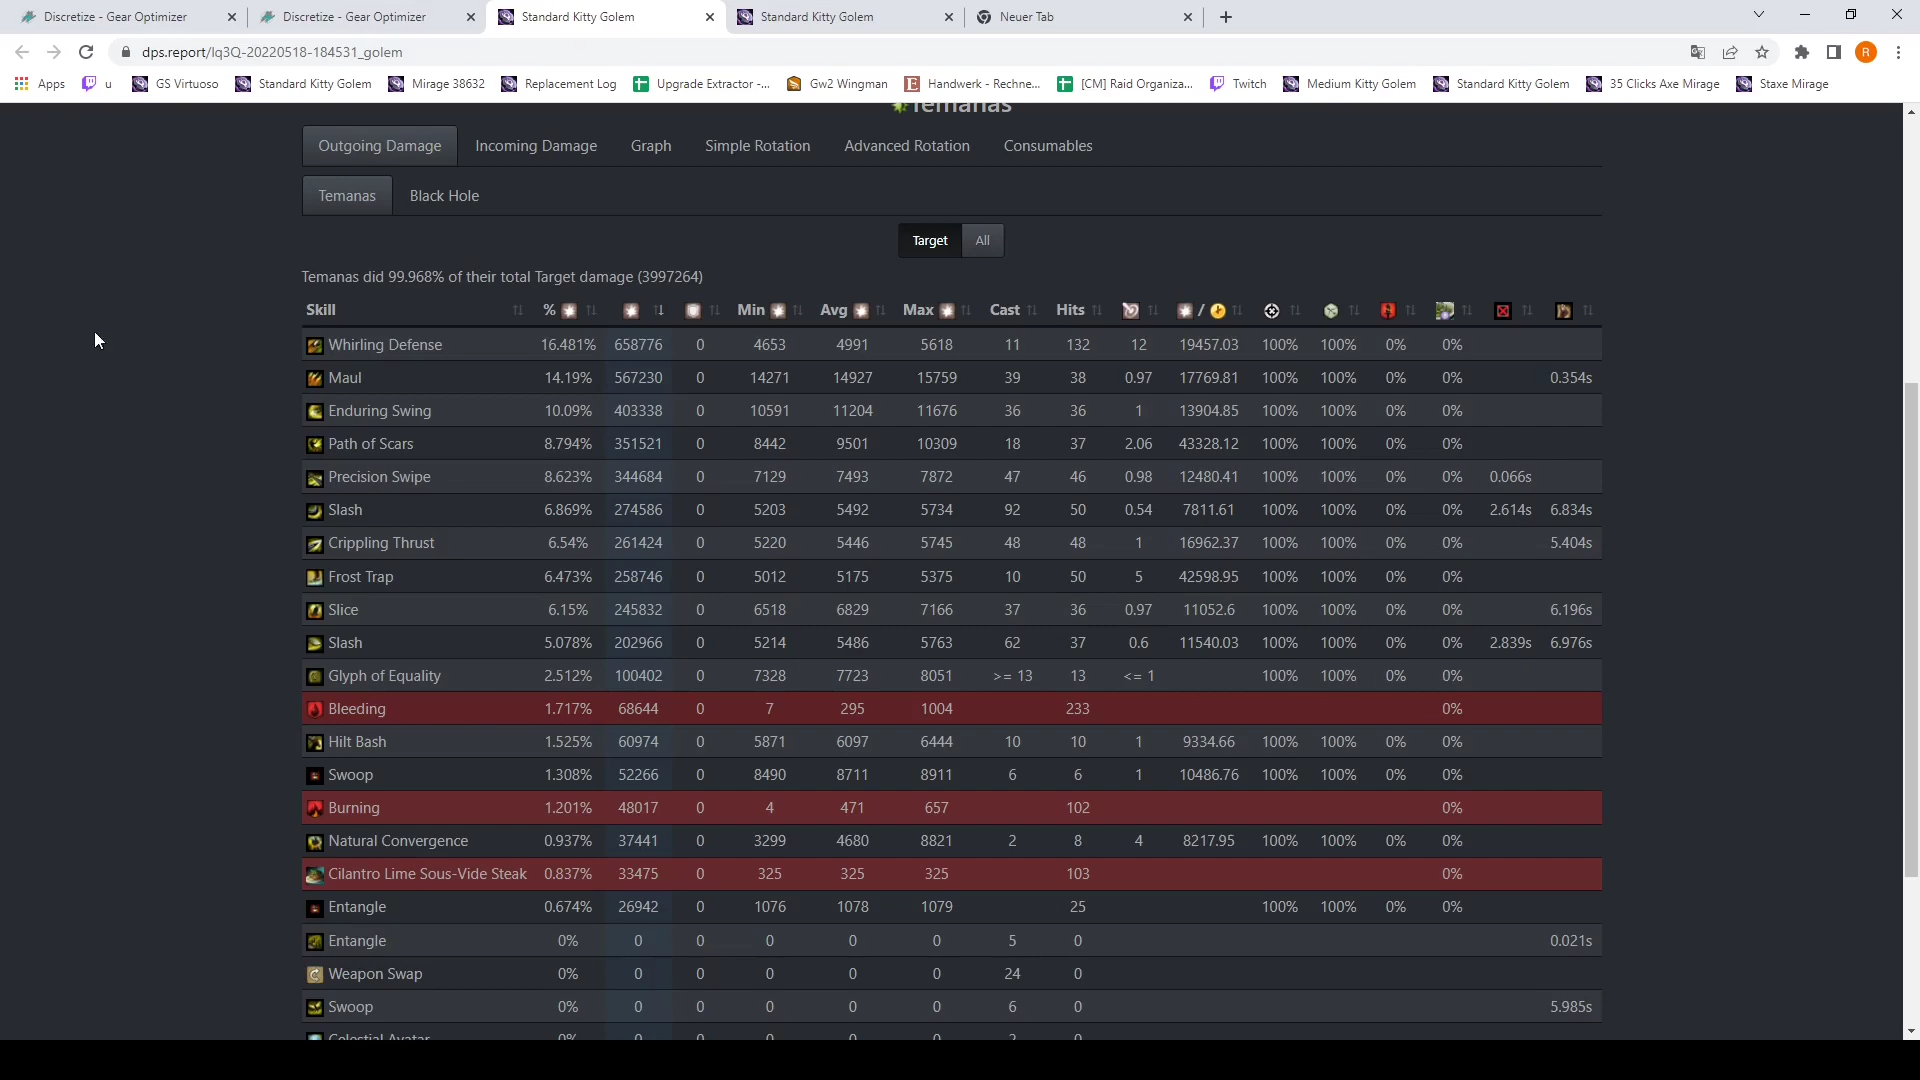 Discretize - Gear Optimizer
Discretize - Gear Optimizer
Standard Kitty Golem
Standard Kitty Golem
Neuer Tab
dps.report/Iq3Q-20220518-184531_golem
R
Apps
u
GS Virtuoso
Standard Kitty Golem
Mirage 38632
Replacement Log
Upgrade Extractor -...
Gw2 Wingman
Handwerk - Rechne...
[CM] Raid Organiza...
Twitch
Medium Kitty Golem
Standard Kitty Golem
35 Clicks Axe Mirage
Staxe Mirage
Temanas
Outgoing Damage Incoming Damage Graph Simple Rotation Advanced Rotation Consumables
Temanas Black Hole
Target All
Temanas did 99.968% of their total Target damage (3997264)
Skill % Min Avg Max Cast Hits /
Whirling Defense 16.481% 658776 0 4653 4991 5618 11 132 12 19457.03 100% 100% 0% 0%
Maul 14.19% 567230 0 14271 14927 15759 39 38 0.97 17769.81 100% 100% 0% 0% 0.354s
Enduring Swing 10.09% 403338 0 10591 11204 11676 36 36 1 13904.85 100% 100% 0% 0%
Path of Scars 8.794% 351521 0 8442 9501 10309 18 37 2.06 43328.12 100% 100% 0% 0%
Precision Swipe 8.623% 344684 0 7129 7493 7872 47 46 0.98 12480.41 100% 100% 0% 0% 0.066s
Slash 6.869% 274586 0 5203 5492 5734 92 50 0.54 7811.61 100% 100% 0% 0% 2.614s 6.834s
Crippling Thrust 6.54% 261424 0 5220 5446 5745 48 48 1 16962.37 100% 100% 0% 0% 5.404s
Frost Trap 6.473% 258746 0 5012 5175 5375 10 50 5 42598.95 100% 100% 0% 0%
Slice 6.15% 245832 0 6518 6829 7166 37 36 0.97 11052.6 100% 100% 0% 0% 6.196s
Slash 5.078% 202966 0 5214 5486 5763 62 37 0.6 11540.03 100% 100% 0% 0% 2.839s 6.976s
Glyph of Equality 2.512% 100402 0 7328 7723 8051 >= 13 13 <= 1 100% 100% 0% 0%
Bleeding 1.717% 68644 0 7 295 1004 233 0%
Hilt Bash 1.525% 60974 0 5871 6097 6444 10 10 1 9334.66 100% 100% 0% 0%
Swoop 1.308% 52266 0 8490 8711 8911 6 6 1 10486.76 100% 100% 0% 0%
Burning 1.201% 48017 0 4 471 657 102 0%
Natural Convergence 0.937% 37441 0 3299 4680 8821 2 8 4 8217.95 100% 100% 0% 0%
Cilantro Lime Sous-Vide Steak 0.837% 33475 0 325 325 325 103 0%
Entangle 0.674% 26942 0 1076 1078 1079 25 100% 100% 0% 0%
Entangle 0% 0 0 0 0 0 5 0 0.021s
Weapon Swap 0% 0 0 0 0 0 24 0
Swoop 0% 0 0 0 0 0 6 0 5.985s
Celestial Avatar 0% 0 0 0 0 0 2 0